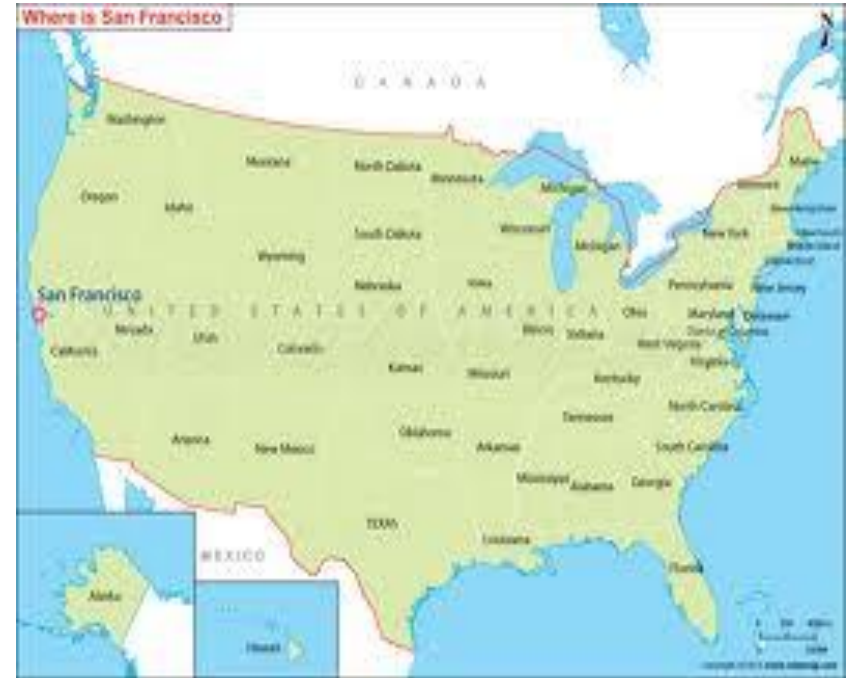 Where is San Francisco
N
CANADA
Washington
Montana
North Dakota
Minnesota
Michigan
Maine
Vermont
Oregon
Idaho
South Dakota
Wisconsin
Michigan
New York
Wyoming
Nebraska
Iowa
Pennsylvania
New Jersey
San Francisco
UNITED STATES OF AMERICA
Ohio
Maryland
Delaware
Nevada
Utah
Illinois
Indiana
West Virginia
California
Colorado
Virginia
Kansas
Missouri
Kentucky
North Carolina
Tennessee
Arizona
New Mexico
Oklahoma
Arkansas
South Carolina
Mississippi
Alabama
Georgia
TEXAS
Louisiana
MEXICO
Florida
Alaska
Hawaii